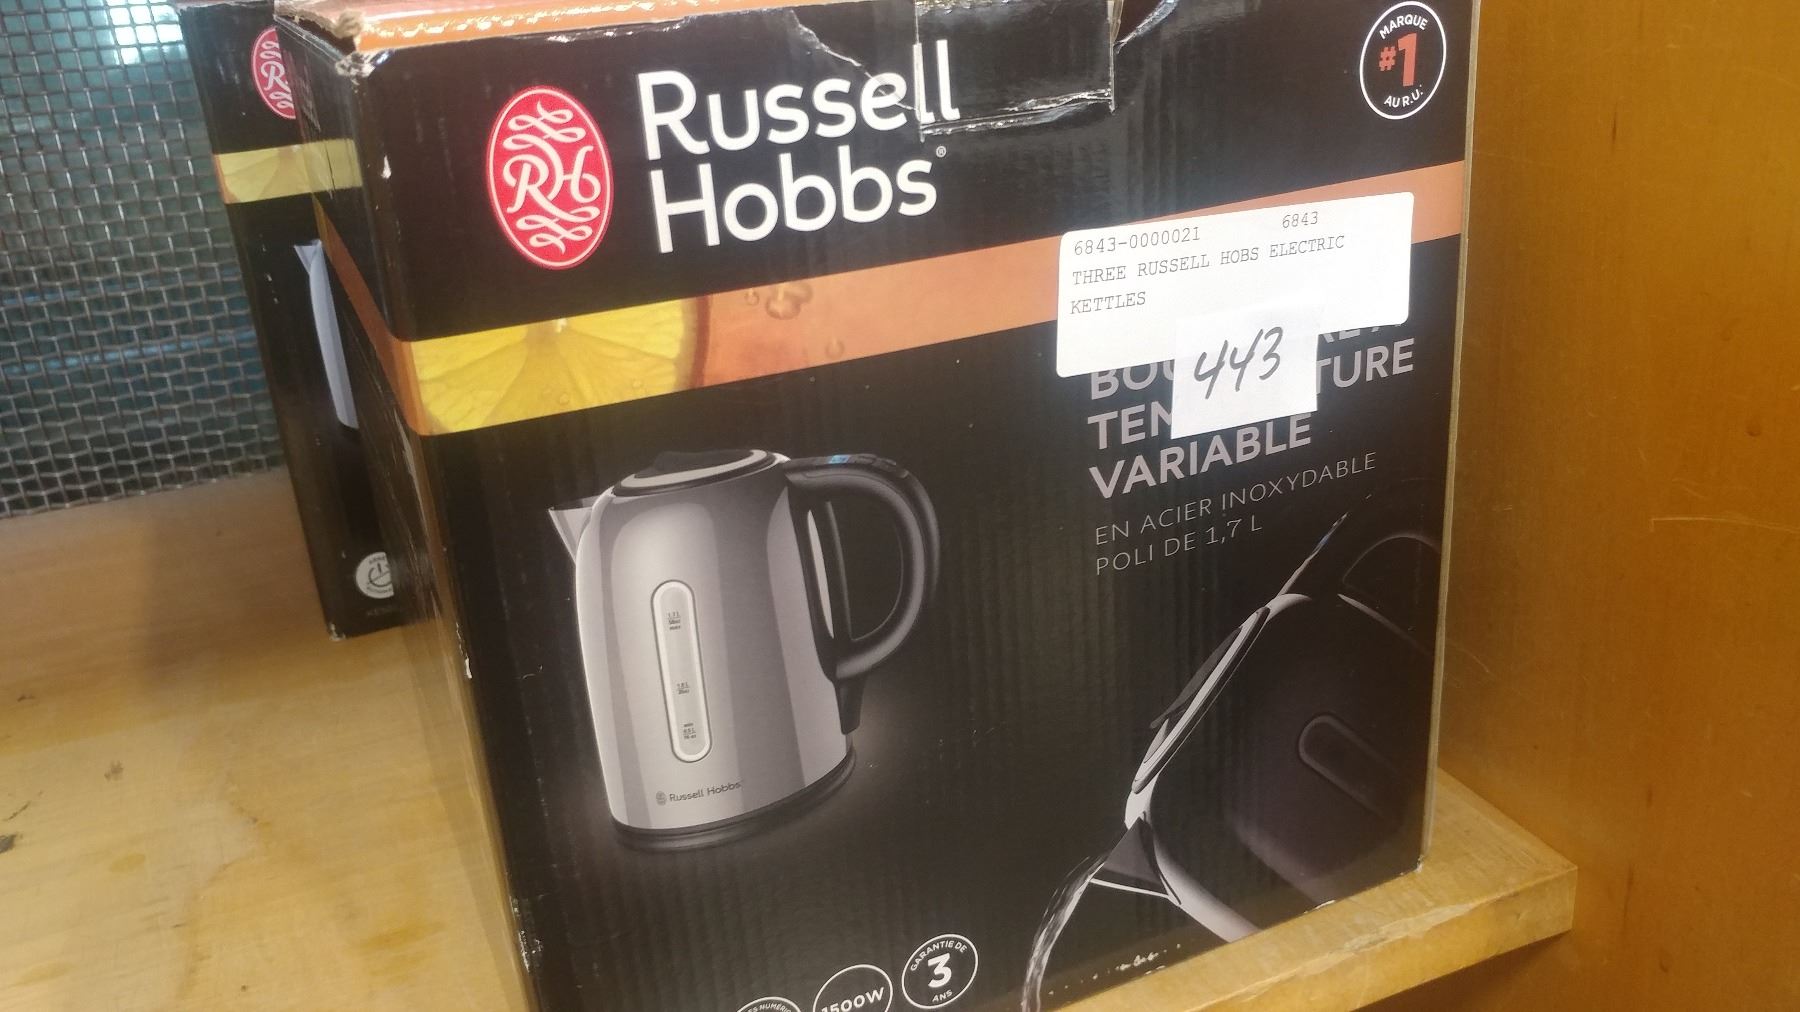 Russell
Hobbs®
RH
MARQUE
#1
AU R.U.
6843-0000021 6843
THREE RUSSELL HOBS ELECTRIC
KETTLES
443
VARIABLE
EN ACIER INOXYDABLE
POLI DE 1,7 L
Russell Hobbs
1500W
GARANTIE DE
3
ANS